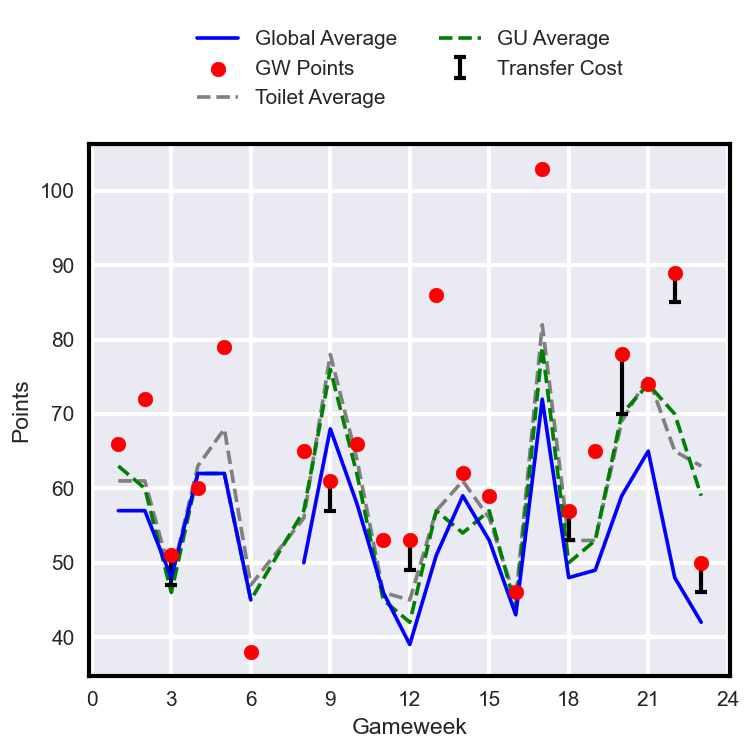 Global Average
GW Points
Toilet Average
GU Average
Transfer Cost
Points
100
90
80
70
60
50
40
0 3 6 9 12 15 18 21 24
Gameweek